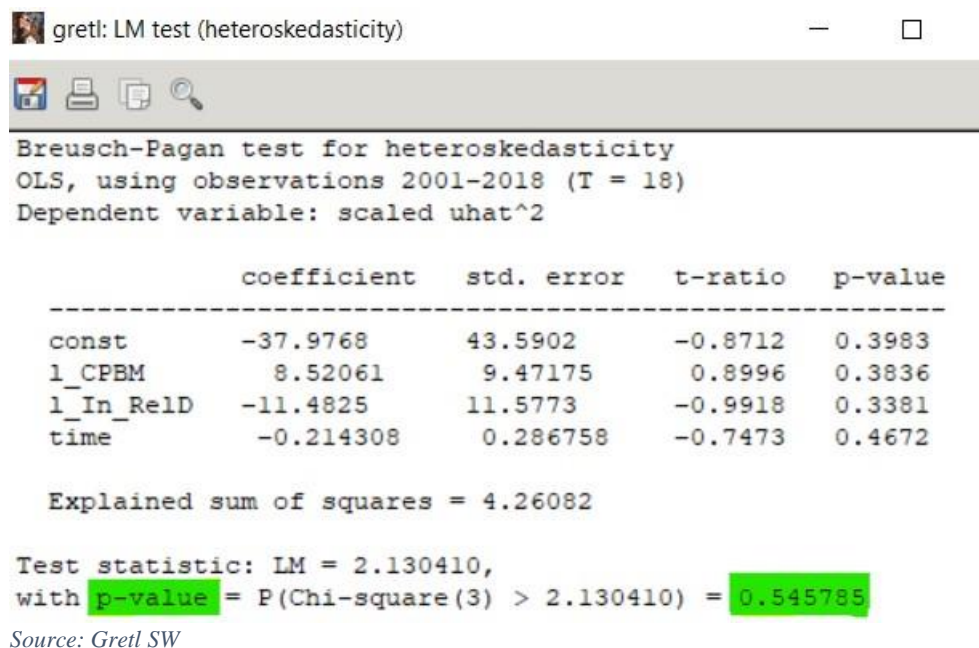 gretl: LM test (heteroskedasticity)
Breusch-Pagan test for heteroskedasticity
OLS, using observations 2001-2018 (T = 18)
Dependent variable: scaled uhat^2
coefficient std. error t-ratio p-value
const -37.9768 43.5902 -0.8712 0.3983
l_CPBM 8.52061 9.47175 0.8996 0.3836
l_In_RelD -11.4825 11.5773 -0.9918 0.3381
time -0.214308 0.286758 -0.7473 0.4672
Explained sum of squares = 4.26082
Test statistic: LM = 2.130410,
with p-value = P(Chi-square(3) > 2.130410) = 0.545785
Source: Gretl SW